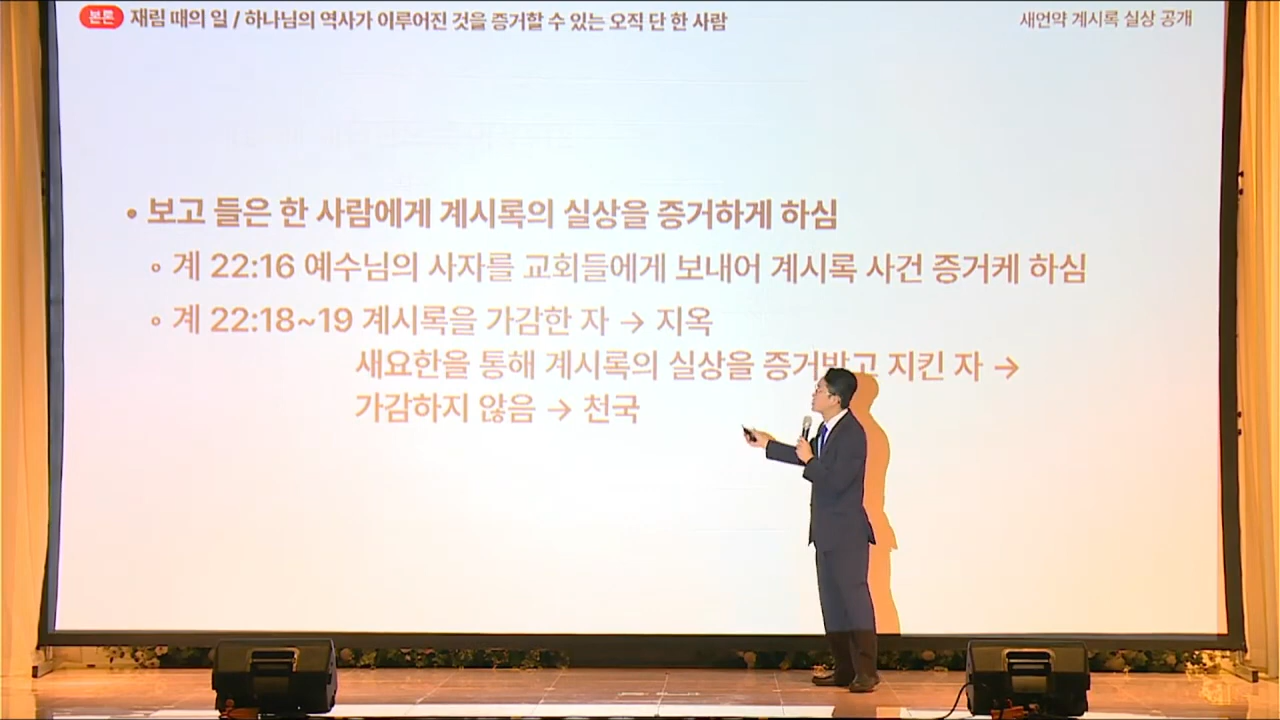 본론 재림 때의 일 / 하나님의 역사가 이루어진 것을 증거할 수 있는 오직 단 한 사람
새언약 계시록 실상 공개
• 보고 들은 한 사람에게 계시록의 실상을 증거하게 하심
◦ 계 22:16 예수님의 사자를 교회들에게 보내어 계시록 사건 증거케 하심
◦ 계 22:18~19 계시록을 가감한 자 → 지옥
새요한을 통해 계시록의 실상을 증거받고 지킨 자 →
가감하지 않음 → 천국